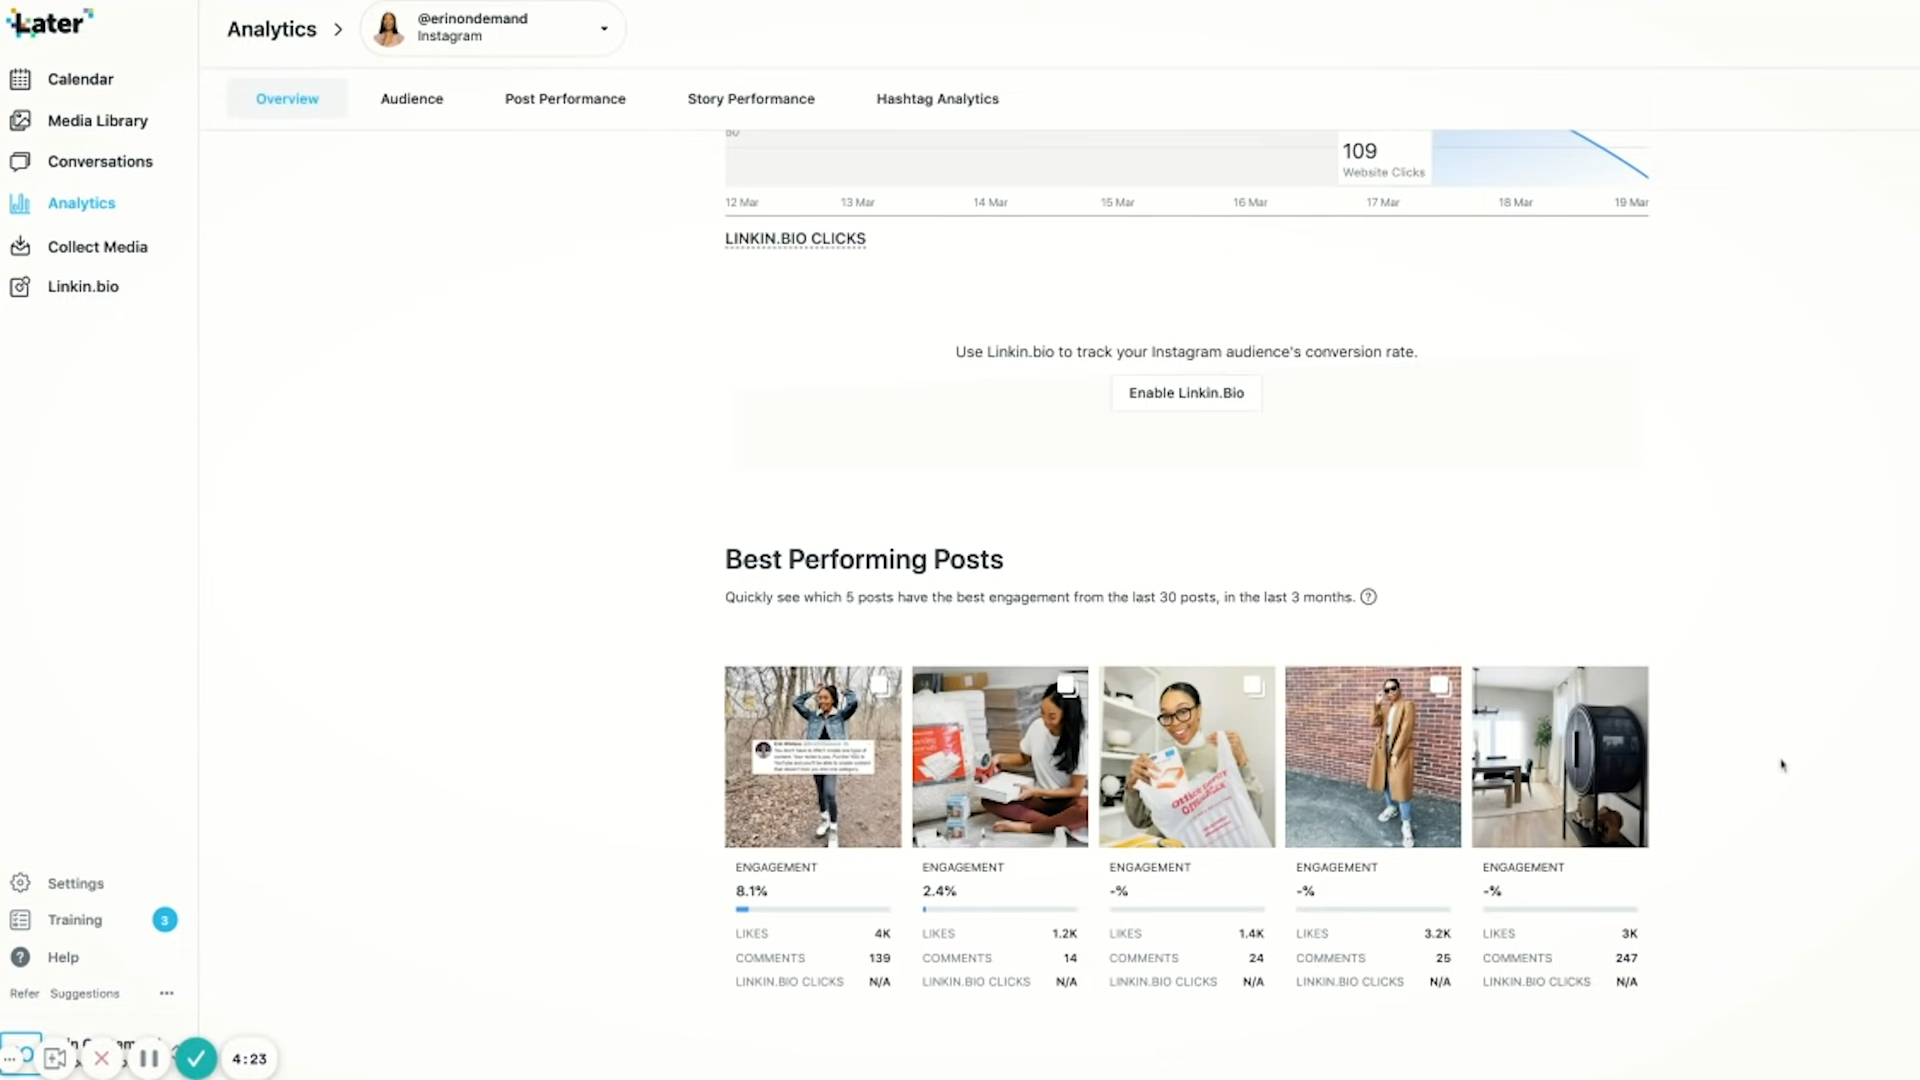 Later
Analytics
@erinondemand
Instagram
Calendar
Media Library
Conversations
Analytics
Collect Media
Linkin.bio
Overview
Audience
Post Performance
Story Performance
Hashtag Analytics
109
Website Clicks
12 Mar
13 Mar
14 Mar
15 Mar
16 Mar
17 Mar
18 Mar
19 Mar
LINKIN.BIO CLICKS
Use Linkin.bio to track your Instagram audience's conversion rate.
Enable Linkin.Bio
Best Performing Posts
Quickly see which 5 posts have the best engagement from the last 30 posts, in the last 3 months. ?
Office DEPOT
OfficeMax
ENGAGEMENT
8.1%
LIKES 4K
COMMENTS 139
LINKIN.BIO CLICKS N/A
ENGAGEMENT
2.4%
LIKES 1.2K
COMMENTS 14
LINKIN.BIO CLICKS N/A
ENGAGEMENT
-%
LIKES 1.4K
COMMENTS 24
LINKIN.BIO CLICKS N/A
ENGAGEMENT
-%
LIKES 3.2K
COMMENTS 25
LINKIN.BIO CLICKS N/A
ENGAGEMENT
-%
LIKES 3K
COMMENTS 247
LINKIN.BIO CLICKS N/A
Settings
Training 3
Help
Refer Suggestions
4:23